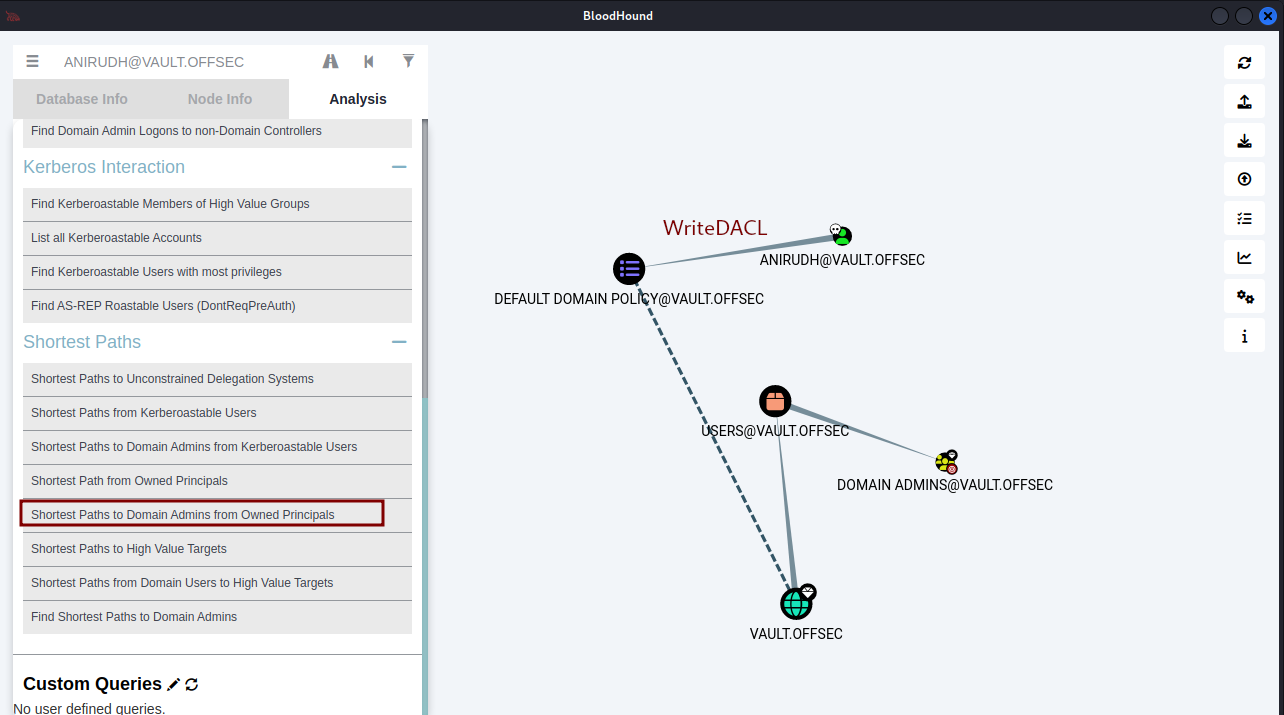 BloodHound
ANIRUDH@VAULT.OFFSEC
Database Info
Node Info
Analysis
Find Domain Admin Logons to non-Domain Controllers
Kerberos Interaction
Find Kerberoastable Members of High Value Groups
List all Kerberoastable Accounts
Find Kerberoastable Users with most privileges
Find AS-REP Roastable Users (DontReqPreAuth)
Shortest Paths
Shortest Paths to Unconstrained Delegation Systems
Shortest Paths from Kerberoastable Users
Shortest Paths to Domain Admins from Kerberoastable Users
Shortest Path from Owned Principals
Shortest Paths to Domain Admins from Owned Principals
Shortest Paths to High Value Targets
Shortest Paths from Domain Users to High Value Targets
Find Shortest Paths to Domain Admins
Custom Queries
No user defined queries.
WriteDACL
ANIRUDH@VAULT.OFFSEC
DEFAULT DOMAIN POLICY@VAULT.OFFSEC
USERS@VAULT.OFFSEC
DOMAIN ADMINS@VAULT.OFFSEC
VAULT.OFFSEC